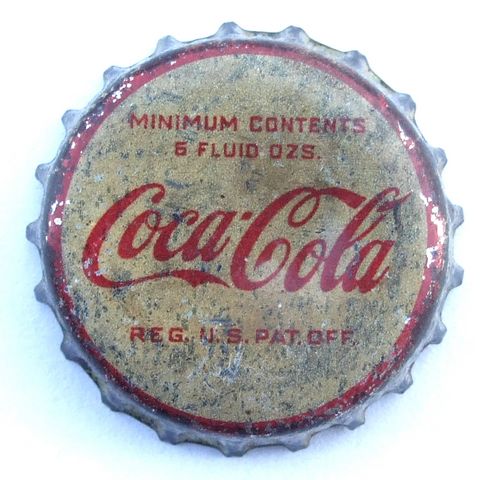 MINIMUM CONTENTS
6 FLUID OZS.
Coca-Cola
REG. U.S. PAT. OFF.